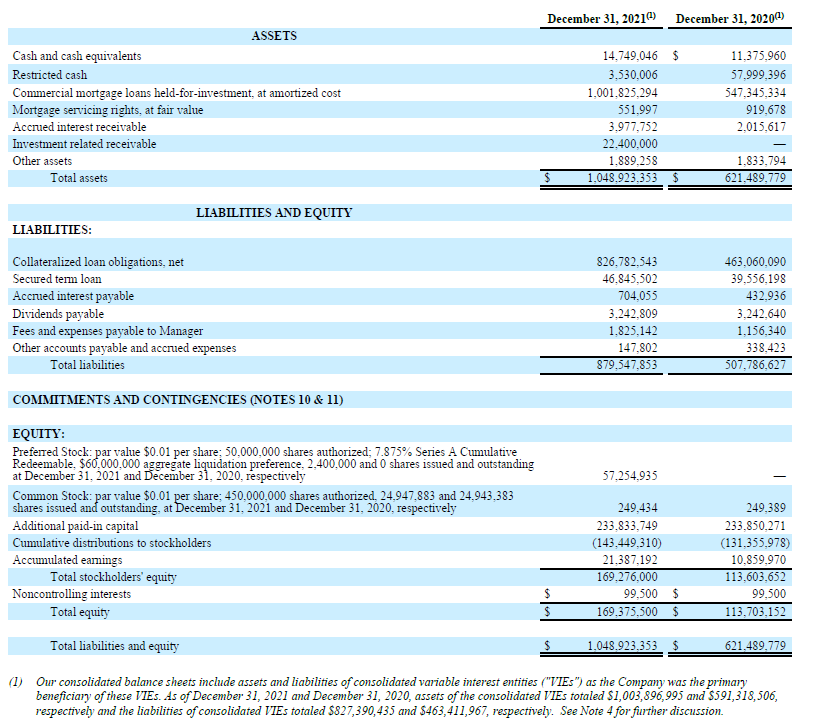 December 31, 2021(1) December 31, 2020(1)
ASSETS
Cash and cash equivalents 14,749,046 $ 11,375,960
Restricted cash 3,530,006 57,999,396
Commercial mortgage loans held-for-investment, at amortized cost 1,001,825,294 547,345,334
Mortgage servicing rights, at fair value 551,997 919,678
Accrued interest receivable 3,977,752 2,015,617
Investment related receivable 22,400,000 —
Other assets 1,889,258 1,833,794
Total assets $ 1,048,923,353 $ 621,489,779
LIABILITIES AND EQUITY
LIABILITIES:
Collateralized loan obligations, net 826,782,543 463,060,090
Secured term loan 46,845,502 39,556,198
Accrued interest payable 704,055 432,936
Dividends payable 3,242,809 3,242,640
Fees and expenses payable to Manager 1,825,142 1,156,340
Other accounts payable and accrued expenses 147,802 338,423
Total liabilities 879,547,853 507,786,627
COMMITMENTS AND CONTINGENCIES (NOTES 10 & 11)
EQUITY:
Preferred Stock: par value $0.01 per share; 50,000,000 shares authorized; 7.875% Series A Cumulative
Redeemable, $60,000,000 aggregate liquidation preference, 2,400,000 and 0 shares issued and outstanding
at December 31, 2021 and December 31, 2020, respectively 57,254,935 —
Common Stock: par value $0.01 per share; 450,000,000 shares authorized, 24,947,883 and 24,943,383
shares issued and outstanding, at December 31, 2021 and December 31, 2020, respectively 249,434 249,389
Additional paid-in capital 233,833,749 233,850,271
Cumulative distributions to stockholders (143,449,310) (131,355,978)
Accumulated earnings 21,387,192 10,859,970
Total stockholders' equity 169,276,000 113,603,652
Noncontrolling interests $ 99,500 $ 99,500
Total equity $ 169,375,500 $ 113,703,152
Total liabilities and equity $ 1,048,923,353 $ 621,489,779
(1) Our consolidated balance sheets include assets and liabilities of consolidated variable interest entities ("VIEs") as the Company was the primary
beneficiary of these VIEs. As of December 31, 2021 and December 31, 2020, assets of the consolidated VIEs totaled $1,003,896,995 and $591,318,506,
respectively and the liabilities of consolidated VIEs totaled $827,390,435 and $463,411,967, respectively. See Note 4 for further discussion.